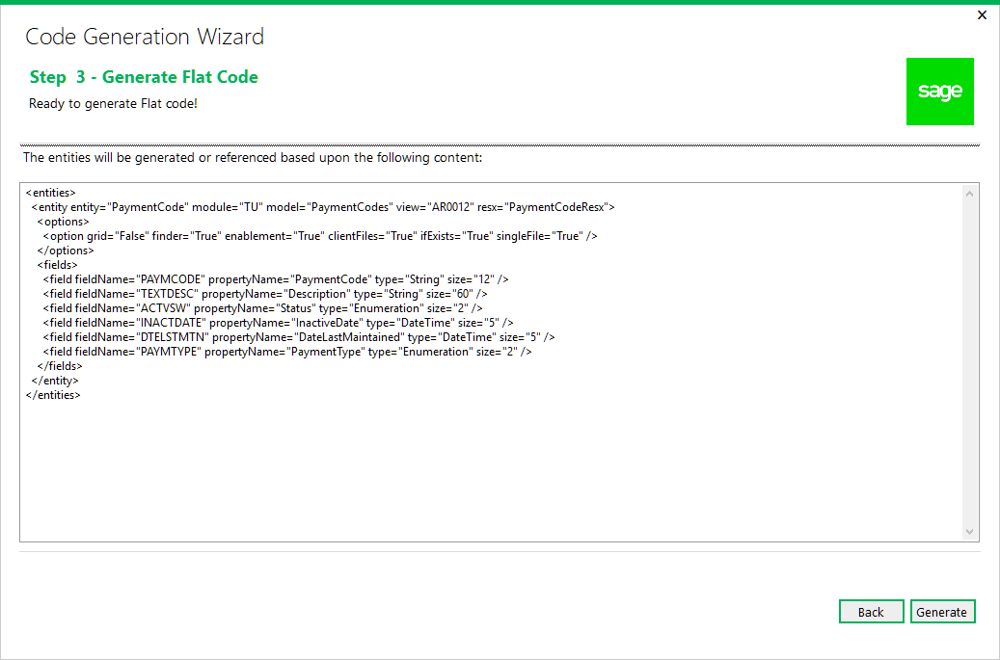 Code Generation Wizard
Step  3 - Generate Flat Code
Ready to generate Flat code!
sage
The entities will be generated or referenced based upon the following content:
<entities>
<entity entity="PaymentCode" module="TU" model="PaymentCodes" view="AR0012" resx="PaymentCodeResx">
<options>
<option grid="False" finder="True" enablement="True" clientFiles="True" ifExists="True" singleFile="True" />
</options>
<fields>
<field fieldName="PAYMCODE" propertyName="PaymentCode" type="String" size="12" />
<field fieldName="TEXTDESC" propertyName="Description" type="String" size="60" />
<field fieldName="ACTVSW" propertyName="Status" type="Enumeration" size="2" />
<field fieldName="INACTDATE" propertyName="InactiveDate" type="DateTime" size="5" />
<field fieldName="DTELSTMTN" propertyName="DateLastMaintained" type="DateTime" size="5" />
<field fieldName="PAYMTYPE" propertyName="PaymentType" type="Enumeration" size="2" />
</fields>
</entity>
</entities>
Back
Generate